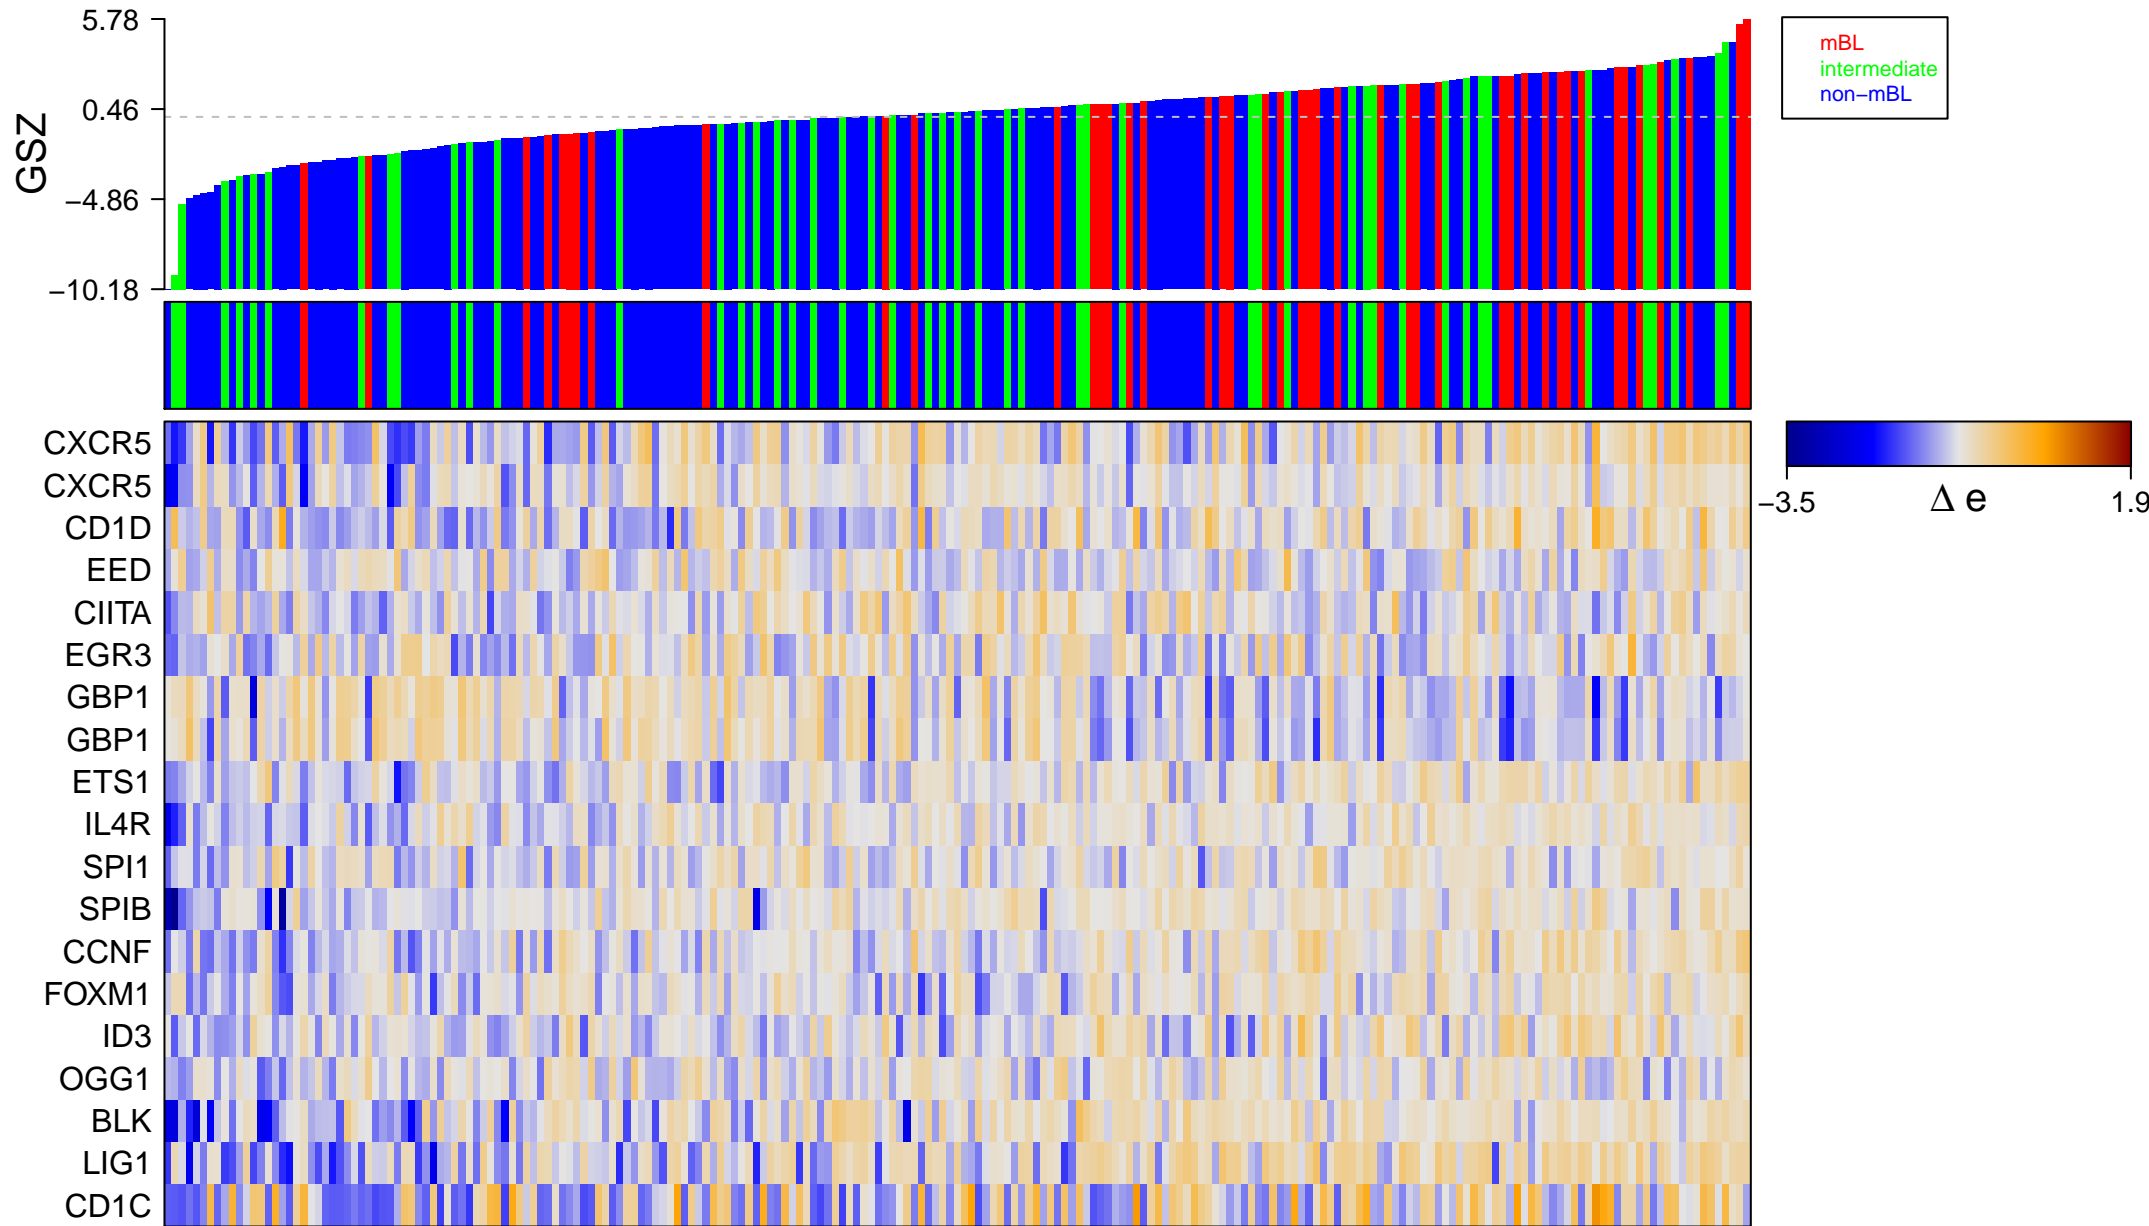 5.78
0.46
−4.86
−10.18
GSZ
mBL
intermediate
non−mBL
CXCR5
CXCR5
CD1D
EED
CIITA
EGR3
GBP1
GBP1
ETS1
IL4R
SPI1
SPIB
CCNF
FOXM1
ID3
OGG1
BLK
LIG1
CD1C
−3.5
Δ e
1.9